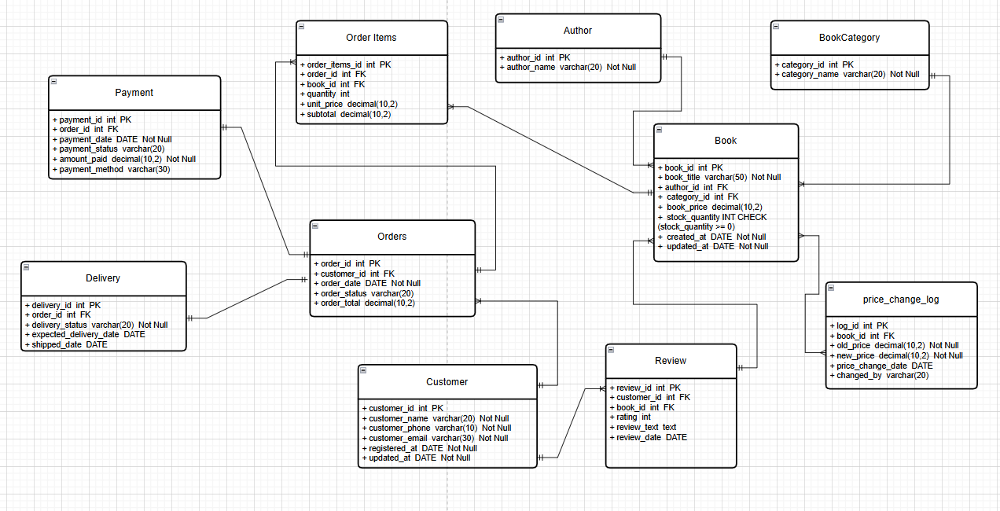 Order Items
+ order_items_id int PK
+ order_id int FK
+ book_id int FK
+ quantity int
+ unit_price decimal(10,2)
+ subtotal decimal(10,2)
Author
+ author_id int PK
+ author_name varchar(20) Not Null
BookCategory
+ category_id int PK
+ category_name varchar(20) Not Null
Payment
+ payment_id int PK
+ order_id int FK
+ payment_date DATE Not Null
+ payment_status varchar(20)
+ amount_paid decimal(10,2) Not Null
+ payment_method varchar(30)
Book
+ book_id int PK
+ book_title varchar(50) Not Null
+ author_id int FK
+ category_id int FK
+ book_price decimal(10,2)
+ stock_quantity INT CHECK
(stock_quantity >= 0)
+ created_at DATE Not Null
+ updated_at DATE Not Null
Orders
+ order_id int PK
+ customer_id int FK
+ order_date DATE Not Null
+ order_status varchar(20)
+ order_total decimal(10,2)
Delivery
+ delivery_id int PK
+ order_id int FK
+ delivery_status varchar(20) Not Null
+ expected_delivery_date DATE
+ shipped_date DATE
price_change_log
+ log_id int PK
+ book_id int FK
+ old_price decimal(10,2) Not Null
+ new_price decimal(10,2) Not Null
+ price_change_date DATE
+ changed_by varchar(20)
Customer
+ customer_id int PK
+ customer_name varchar(20) Not Null
+ customer_phone varchar(10) Not Null
+ customer_email varchar(30) Not Null
+ registered_at DATE Not Null
+ updated_at DATE Not Null
Review
+ review_id int PK
+ customer_id int FK
+ book_id int FK
+ rating int
+ review_text text
+ review_date DATE